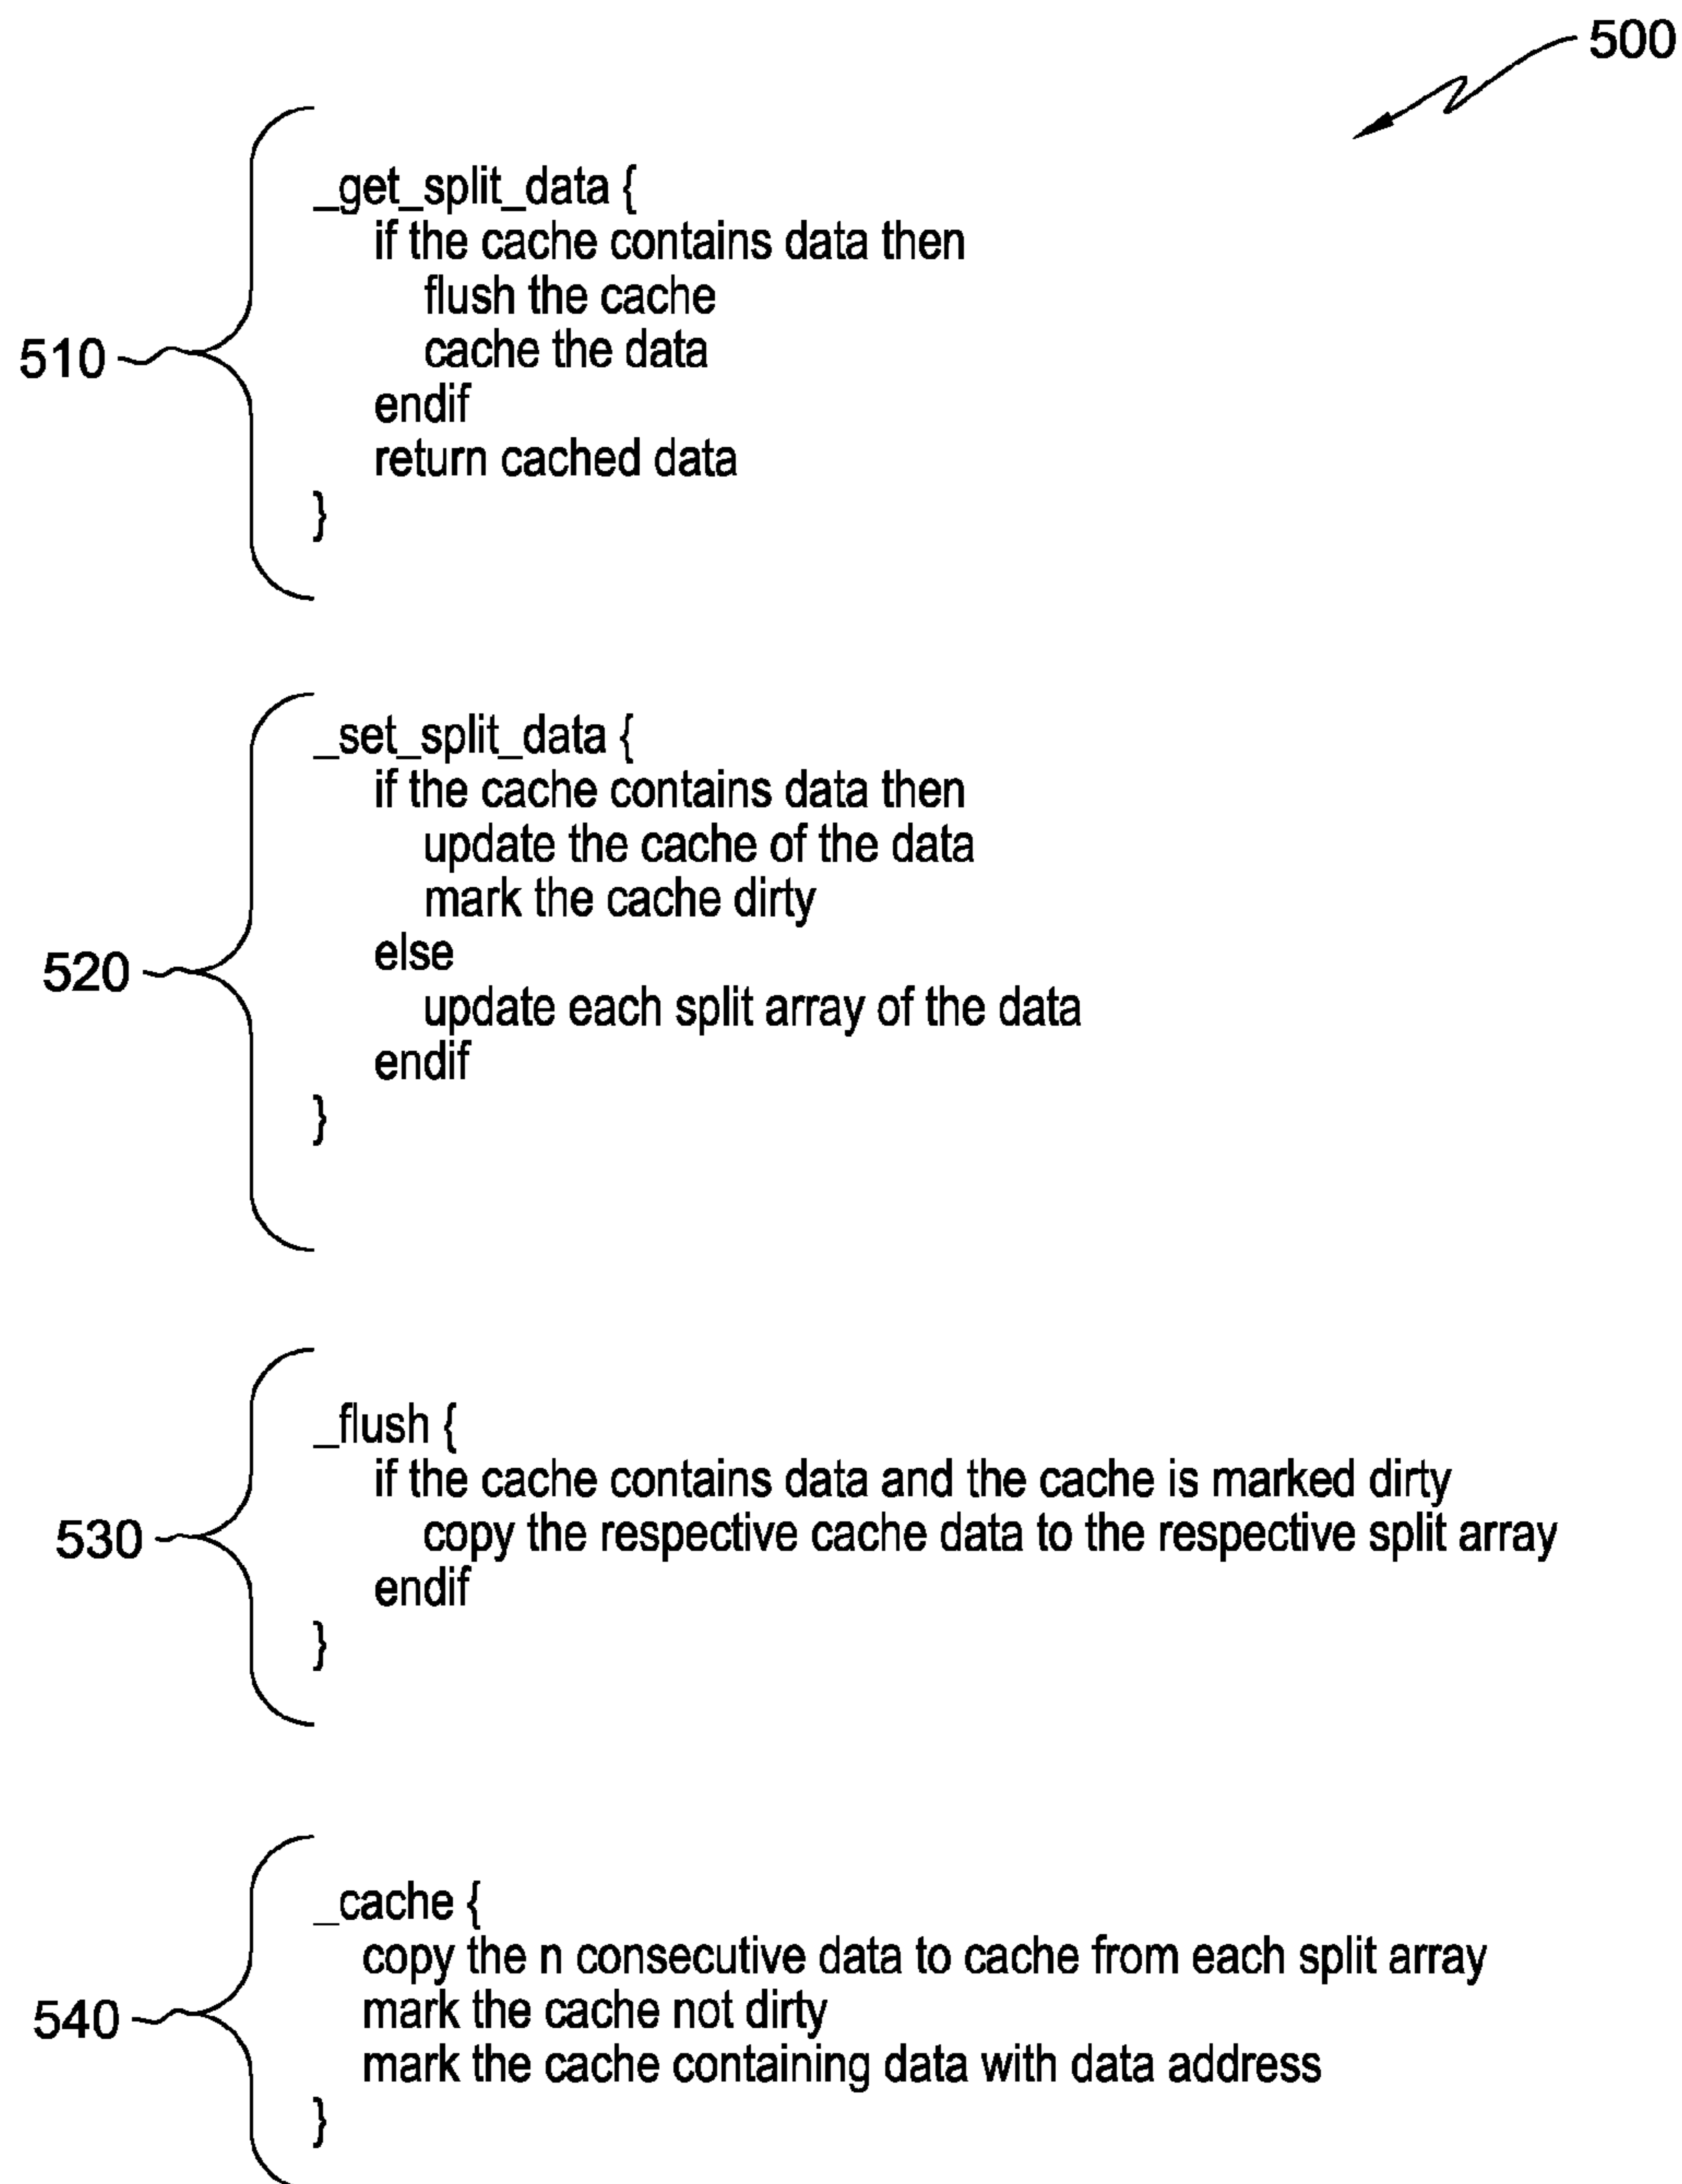 500
_get_split_data {
if the cache contains data then
flush the cache
cache the data
510
endif
return cached data
}
_set_split_data {
if the cache contains data then
update the cache of the data
mark the cache dirty
520
else
update each split array of the data
endif
}
_flush {
if the cache contains data and the cache is marked dirty
530
copy the respective cache data to the respective split array
endif
}
_cache {
copy the n consecutive data to cache from each split array
540
mark the cache not dirty
mark the cache containing data with data address
}